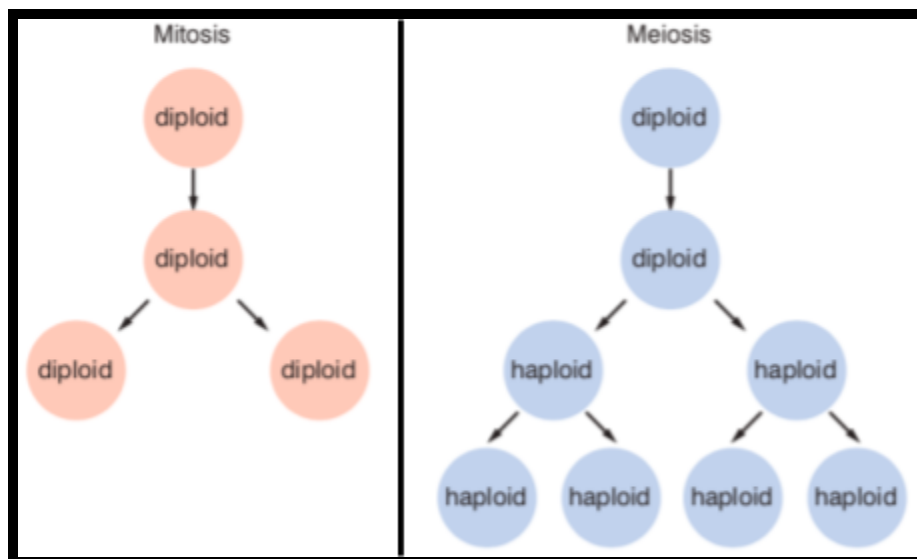 Mitosis
diploid
diploid
diploid diploid
Meiosis
diploid
diploid
haploid haploid
haploid haploid haploid haploid